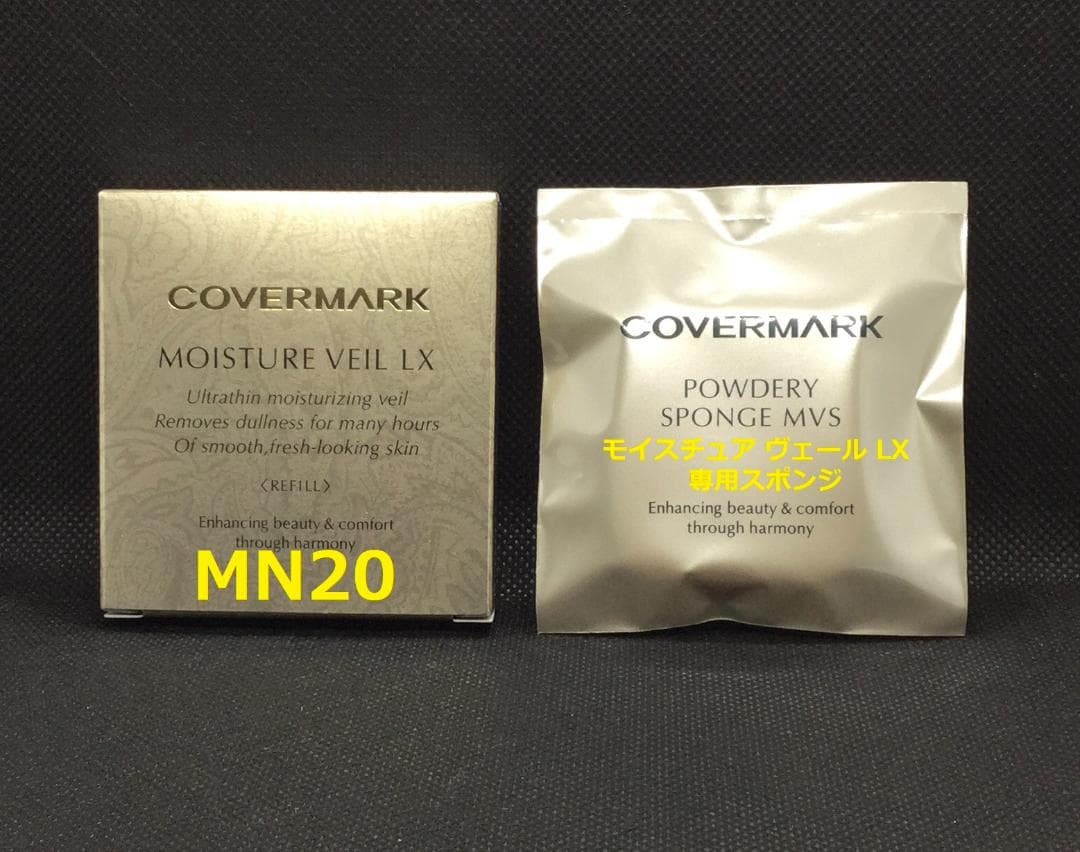 COVERMARK
MOISTURE VEIL LX
Ultrathin moisturizing veil
Removes dullness for many hours
Of smooth,fresh-looking skin
〈REFILL〉
Enhancing beauty & comfort
through harmony
MN20
COVERMARK
POWDERY
SPONGE MVS
モイスチュア ヴェール LX
専用スポンジ
Enhancing beauty & comfort
through harmony